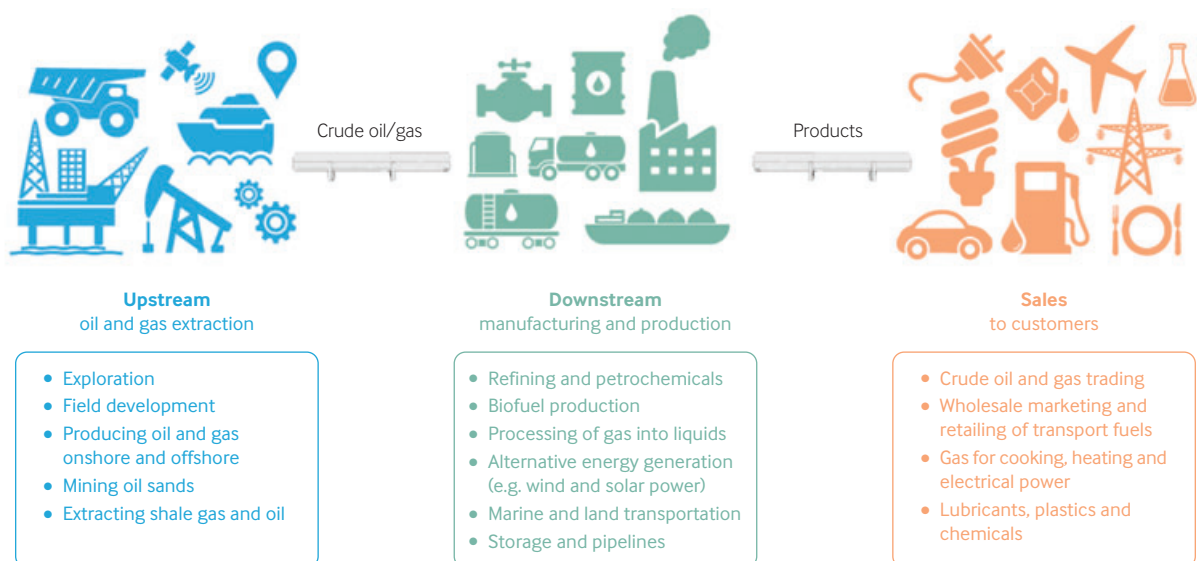 Crude oil/gas
Products
Upstream
oil and gas extraction
• Exploration
• Field development
• Producing oil and gas
onshore and offshore
• Mining oil sands
• Extracting shale gas and oil
Downstream
manufacturing and production
• Refining and petrochemicals
• Biofuel production
• Processing of gas into liquids
• Alternative energy generation
(e.g. wind and solar power)
• Marine and land transportation
• Storage and pipelines
Sales
to customers
• Crude oil and gas trading
• Wholesale marketing and
retailing of transport fuels
• Gas for cooking, heating and
electrical power
• Lubricants, plastics and
chemicals